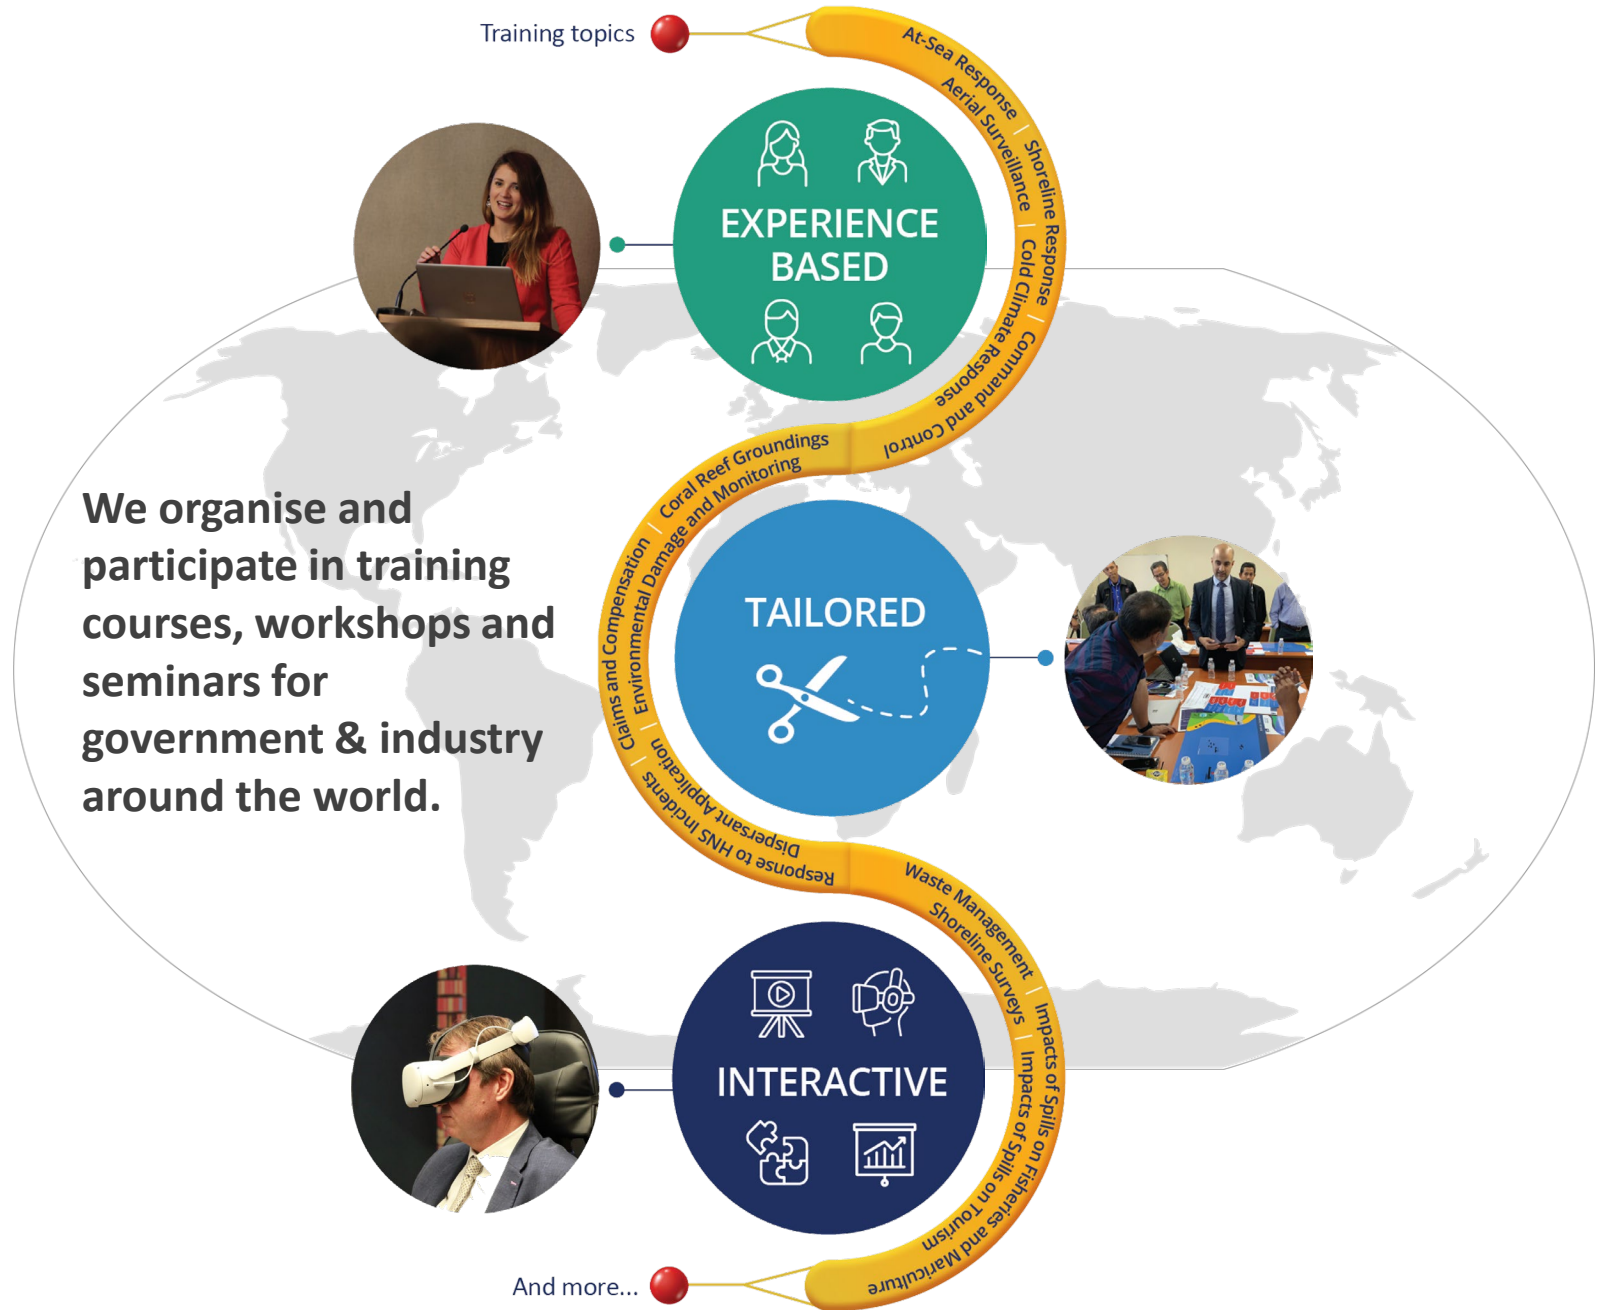 Training topics
At-Sea Response | Shoreline Response | Command and Control
Aerial Surveillance | Cold Climate Response
EXPERIENCE
BASED
Coral Reef Groundings | Claims and Compensation | Response to HNS Incidents
Environmental Damage and Monitoring | Dispersant Application
We organise and
participate in training
courses, workshops and
seminars for
government & industry
around the world.
TAILORED
Waste Management | Impacts of Spills on Fisheries and Mariculture
Shoreline Surveys | Impacts of Spills on Tourism
INTERACTIVE
And more...